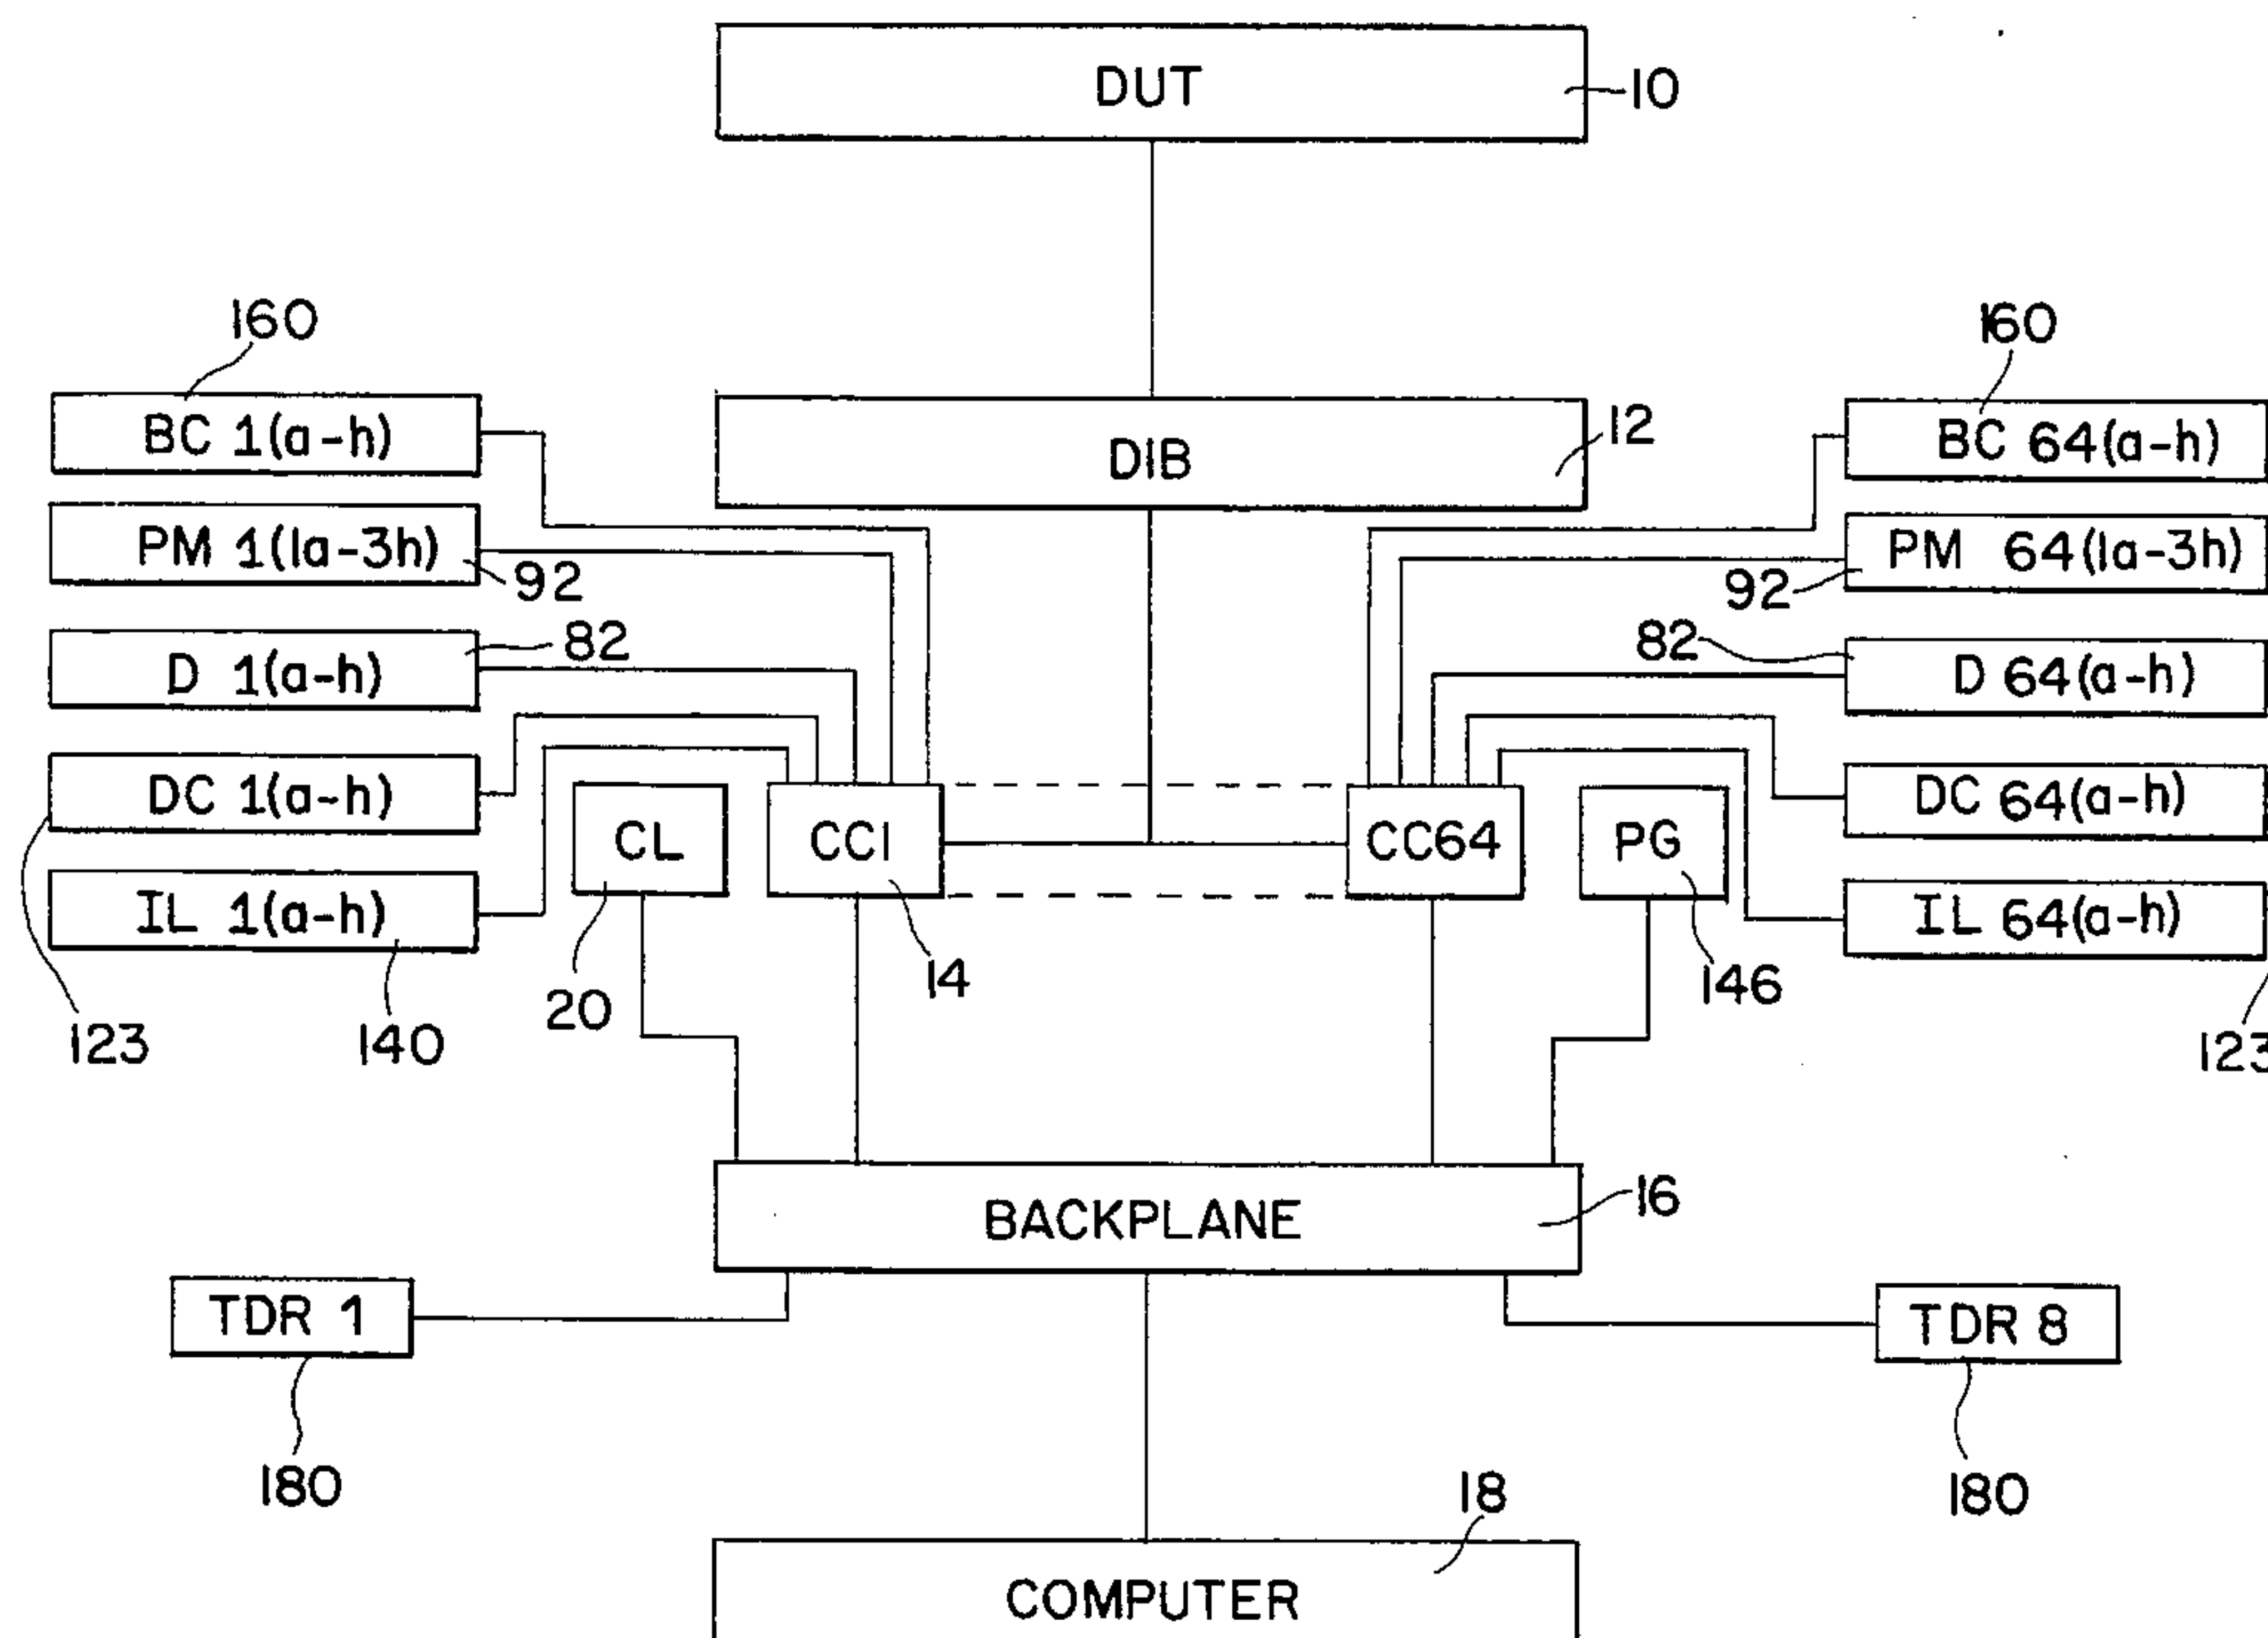 DUT
10
160
160
BC 1(a-h)
DIB
12
BC 64(a-h)
PM 1(1a-3h)
92
PM 64(1a-3h)
92
D 1(a-h)
82
82
D 64(a-h)
DC 1(a-h)
CL
CC1
CC64
PG
DC 64(a-h)
IL 1(a-h)
IL 64(a-h)
20
14
146
123
140
123
BACKPLANE
16
TDR 1
TDR 8
180
180
18
COMPUTER